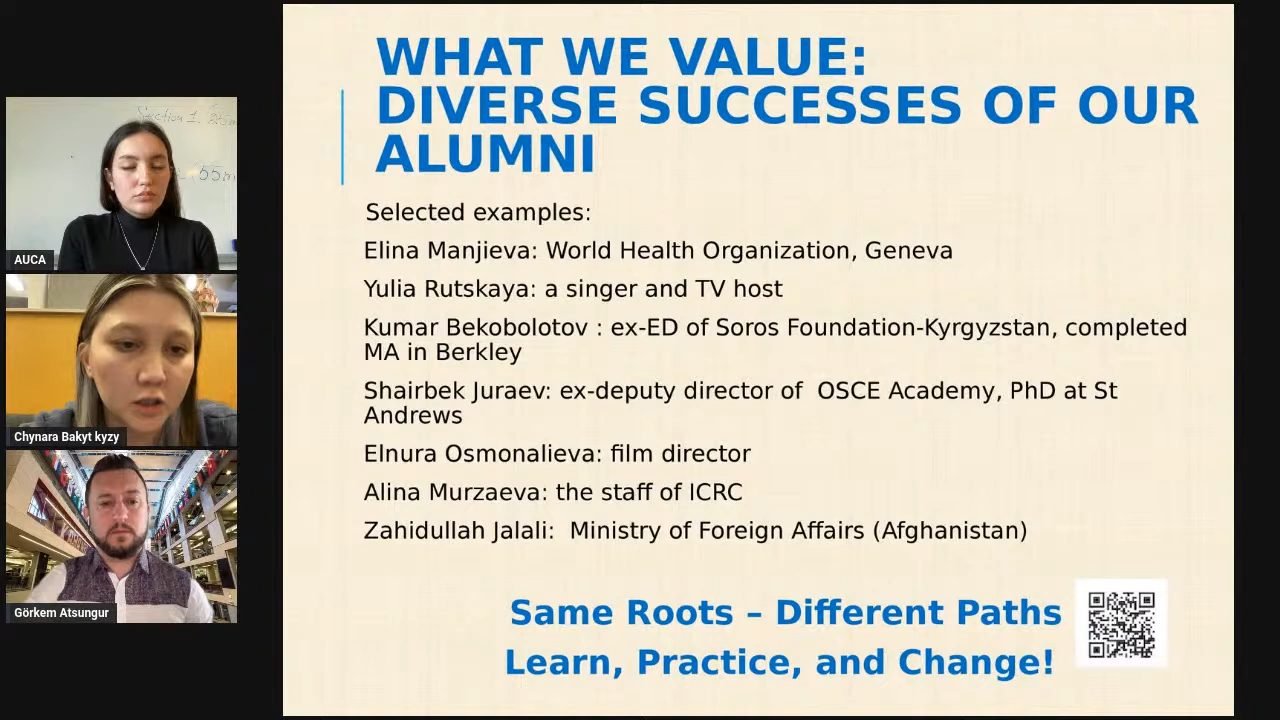 Section 1. 25m
55m
AUCA
Chynara Bakyt kyzy
Görkem Atsungur
WHAT WE VALUE:
DIVERSE SUCCESSES OF OUR
ALUMNI
Selected examples:
Elina Manjieva: World Health Organization, Geneva
Yulia Rutskaya: a singer and TV host
Kumar Bekobolotov : ex-ED of Soros Foundation-Kyrgyzstan, completed
MA in Berkley
Shairbek Juraev: ex-deputy director of  OSCE Academy, PhD at St
Andrews
Elnura Osmonalieva: film director
Alina Murzaeva: the staff of ICRC
Zahidullah Jalali:  Ministry of Foreign Affairs (Afghanistan)
Same Roots – Different Paths
Learn, Practice, and Change!